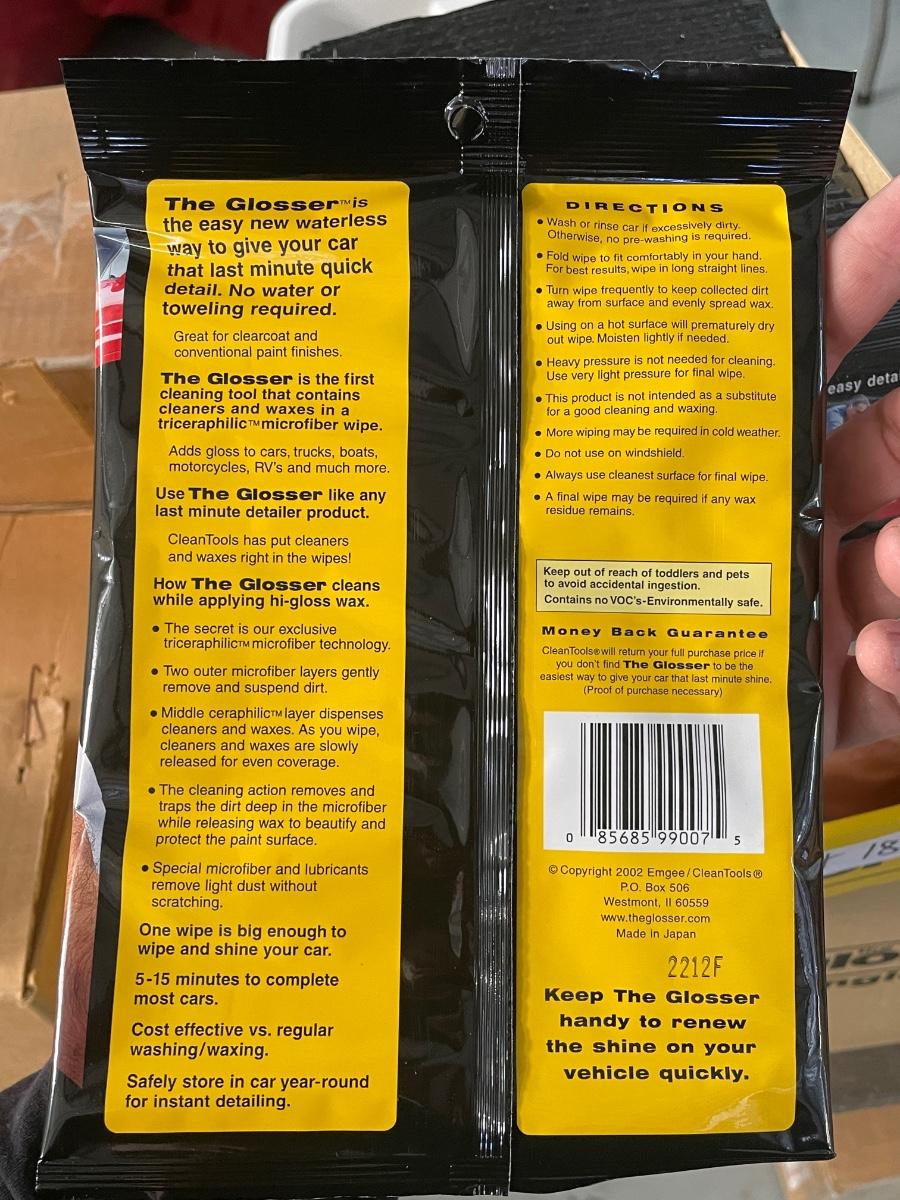 The Glosser™is
the easy new waterless
way to give your car
that last minute quick
detail. No water or
toweling required.
Great for clearcoat and
conventional paint finishes.
The Glosser is the first
cleaning tool that contains
cleaners and waxes in a
triceraphilic™microfiber wipe.
Adds gloss to cars, trucks, boats,
motorcycles, RV's and much more.
Use The Glosser like any
last minute detailer product.
CleanTools has put cleaners
and waxes right in the wipes!
How The Glosser cleans
while applying hi-gloss wax.
• The secret is our exclusive
triceraphilic™microfiber technology.
• Two outer microfiber layers gently
remove and suspend dirt.
• Middle ceraphilic™layer dispenses
cleaners and waxes. As you wipe,
cleaners and waxes are slowly
released for even coverage.
• The cleaning action removes and
traps the dirt deep in the microfiber
while releasing wax to beautify and
protect the paint surface.
• Special microfiber and lubricants
remove light dust without
scratching.
One wipe is big enough to
wipe and shine your car.
5-15 minutes to complete
most cars.
Cost effective vs. regular
washing/waxing.
Safely store in car year-round
for instant detailing.
DIRECTIONS
• Wash or rinse car if excessively dirty.
Otherwise, no pre-washing is required.
• Fold wipe to fit comfortably in your hand.
For best results, wipe in long straight lines.
• Turn wipe frequently to keep collected dirt
away from surface and evenly spread wax.
• Using on a hot surface will prematurely dry
out wipe. Moisten lightly if needed.
• Heavy pressure is not needed for cleaning.
Use very light pressure for final wipe.
• This product is not intended as a substitute
for a good cleaning and waxing.
• More wiping may be required in cold weather.
• Do not use on windshield.
• Always use cleanest surface for final wipe.
• A final wipe may be required if any wax
residue remains.
Keep out of reach of toddlers and pets
to avoid accidental ingestion.
Contains no VOC's-Environmentally safe.
Money Back Guarantee
CleanTools® will return your full purchase price if
you don't find The Glosser to be the
easiest way to give your car that last minute shine.
(Proof of purchase necessary)
0 85685 99007 5
© Copyright 2002 Emgee/CleanTools®
P.O. Box 506
Westmont, Il 60559
www.theglosser.com
Made in Japan
2212F
Keep The Glosser
handy to renew
the shine on your
vehicle quickly.
easy deta
18